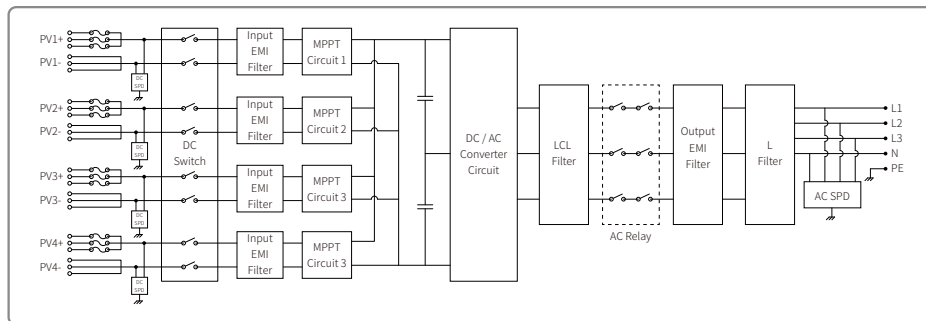 PV1+
PV1-
DC
SPD
Input
EMI
Filter
MPPT
Circuit 1
PV2+
PV2-
DC
SPD
Input
EMI
Filter
MPPT
Circuit 2
DC
Switch
PV3+
PV3-
DC
SPD
Input
EMI
Filter
MPPT
Circuit 3
PV4+
PV4-
DC
SPD
Input
EMI
Filter
MPPT
Circuit 3
DC / AC
Converter
Circuit
LCL
Filter
AC Relay
Output
EMI
Filter
L
Filter
L1
L2
L3
N
PE
AC SPD